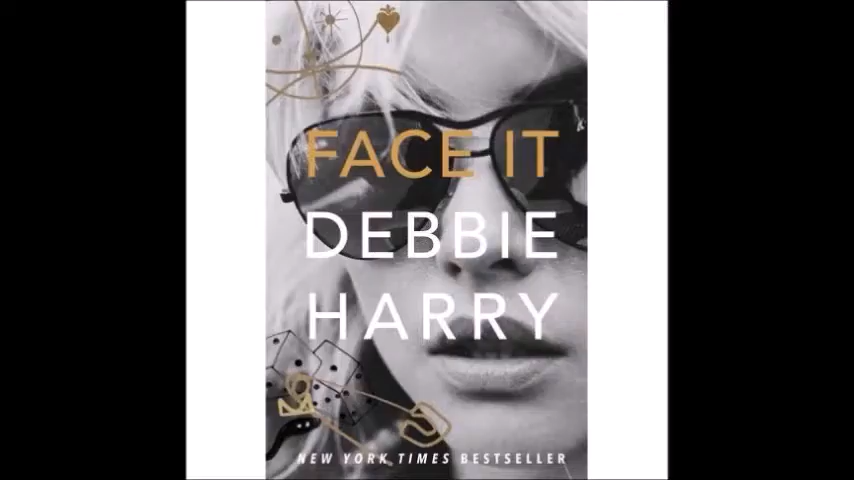 FACE IT
DEBBIE
HARRY
NEW YORK TIMES BESTSELLER